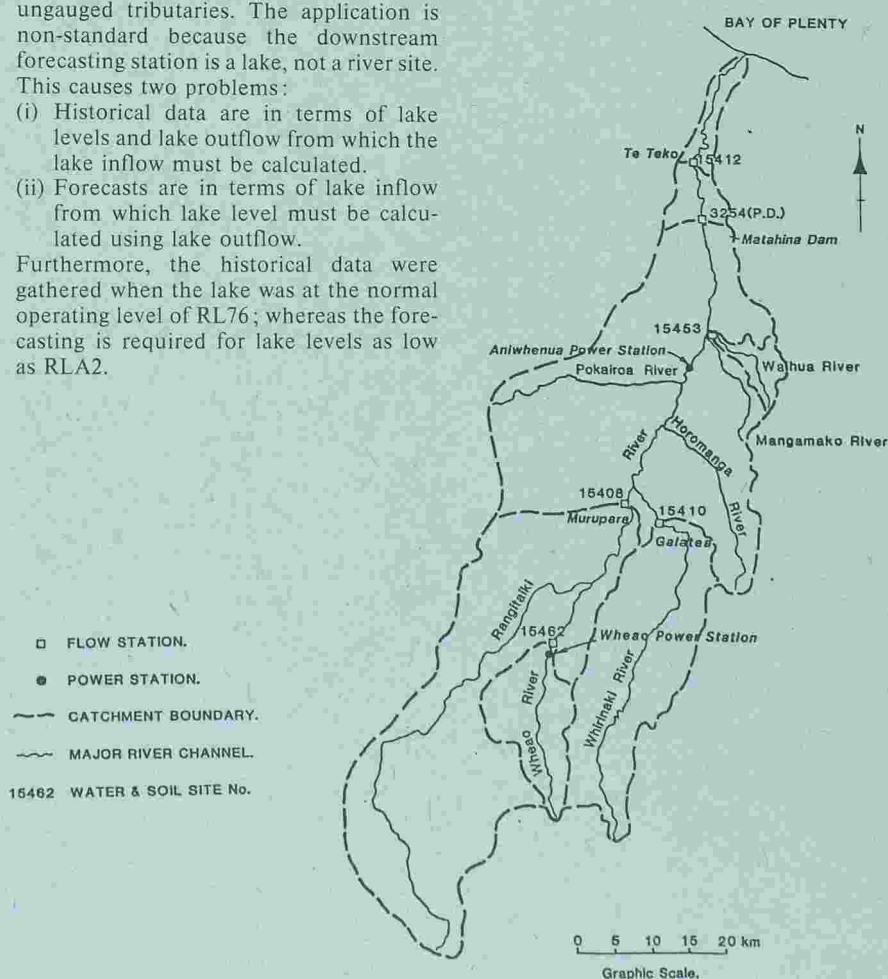 ungauged tributaries. The application is
non-standard because the downstream
forecasting station is a lake, not a river site.
This causes two problems:
(i) Historical data are in terms of lake
levels and lake outflow from which the
lake inflow must be calculated.
(ii) Forecasts are in terms of lake inflow
from which lake level must be calcu-
lated using lake outflow.
Furthermore, the historical data were
gathered when the lake was at the normal
operating level of RL76; whereas the fore-
casting is required for lake levels as low
as RLA2.
BAY OF PLENTY
N
Te Teko
15412
3254(P.D.)
Matahina Dam
15453
Aniwhenua Power Station
Pokairoa River
Waihua River
Mangamako River
River
Horomanga
River
15408
Murupara
15410
Galatea
Rangitaiki
15462
Wheao Power Station
River
Wheao
Whirinaki River
FLOW STATION.
POWER STATION.
CATCHMENT BOUNDARY.
MAJOR RIVER CHANNEL.
15462 WATER & SOIL SITE No.
0 5 10 15 20 km
Graphic Scale.